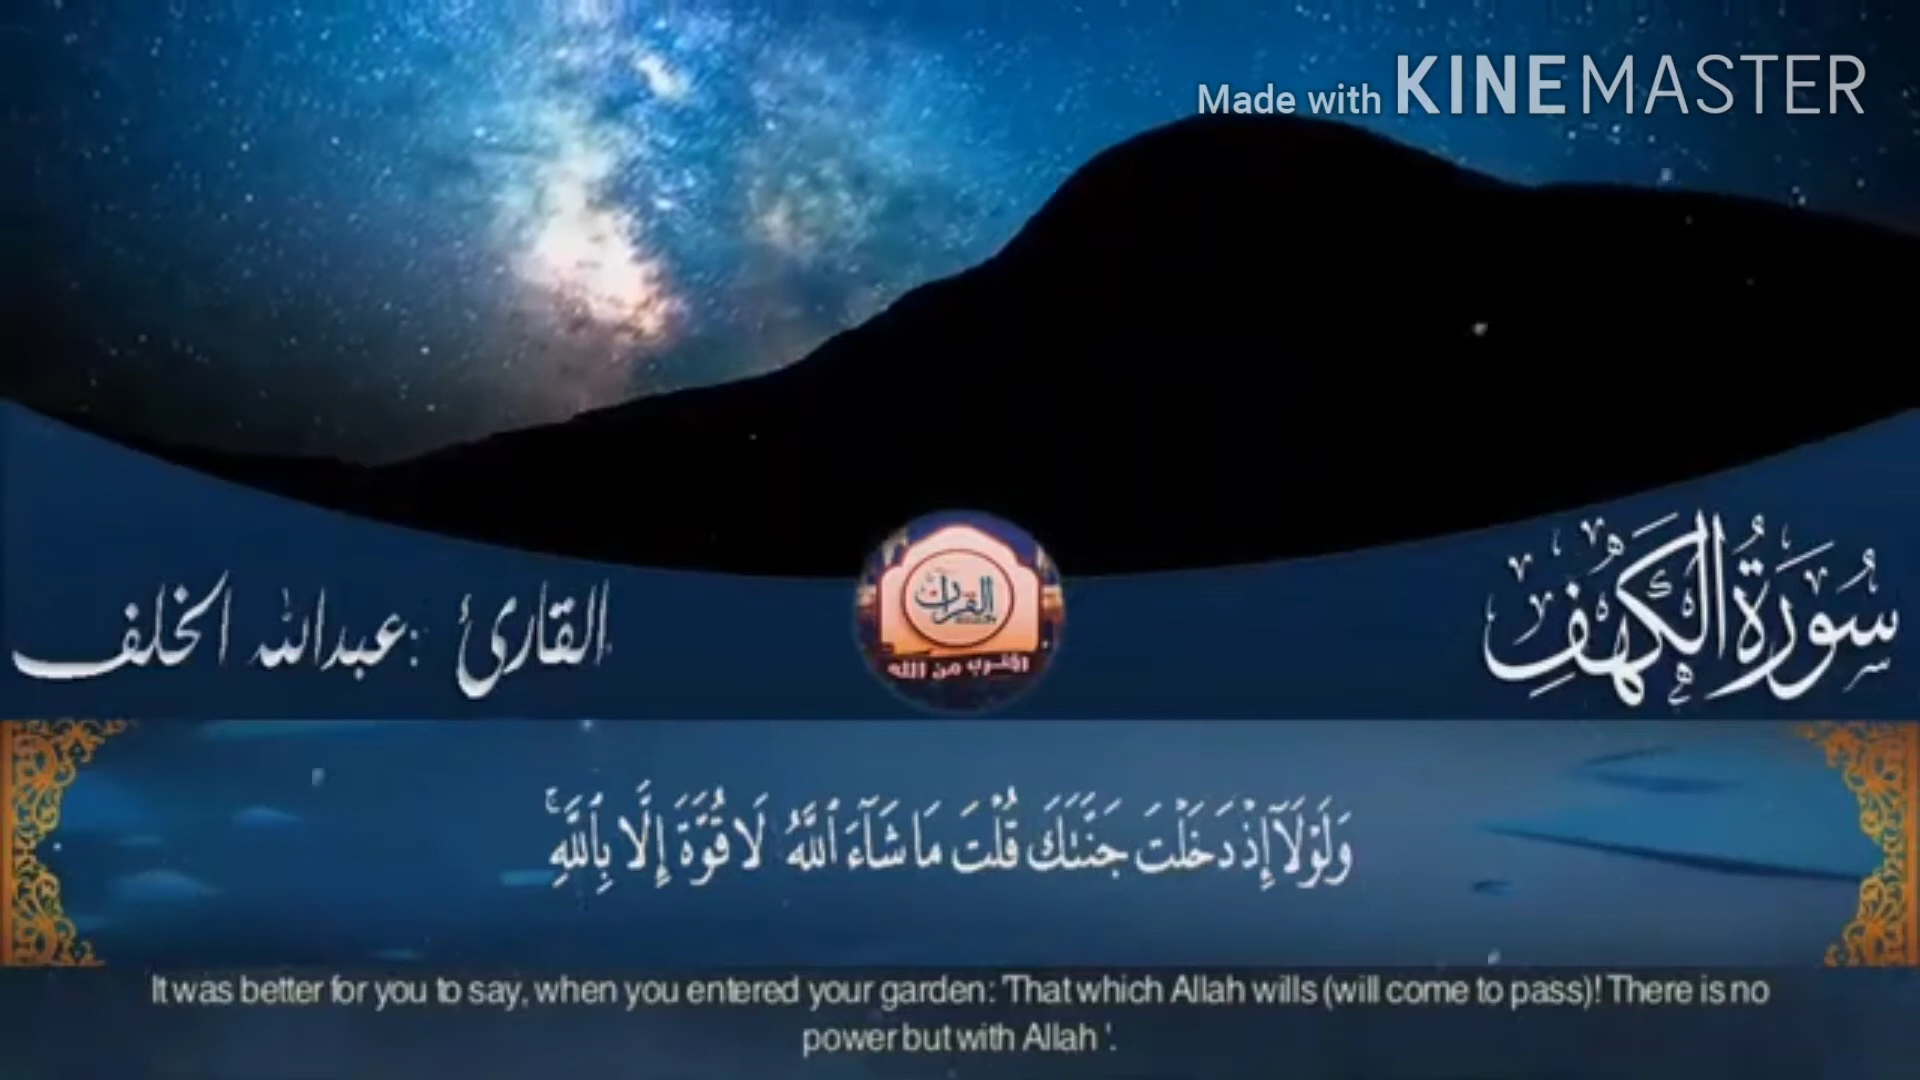 Made with KINEMASTER
سُورَةُ الكَهْفِ
القرآن
القارئ : عبدالله الخلف
وَلَوْلَآ إِذْ دَخَلْتَ جَنَّتَكَ قُلْتَ مَا شَآءَ ٱللَّهُ لَا قُوَّةَ إِلَّا بِٱللَّهِ ۚ
It was better for you to say, when you entered your garden: 'That which Allah wills (will come to pass)! There is no
power but with Allah '.